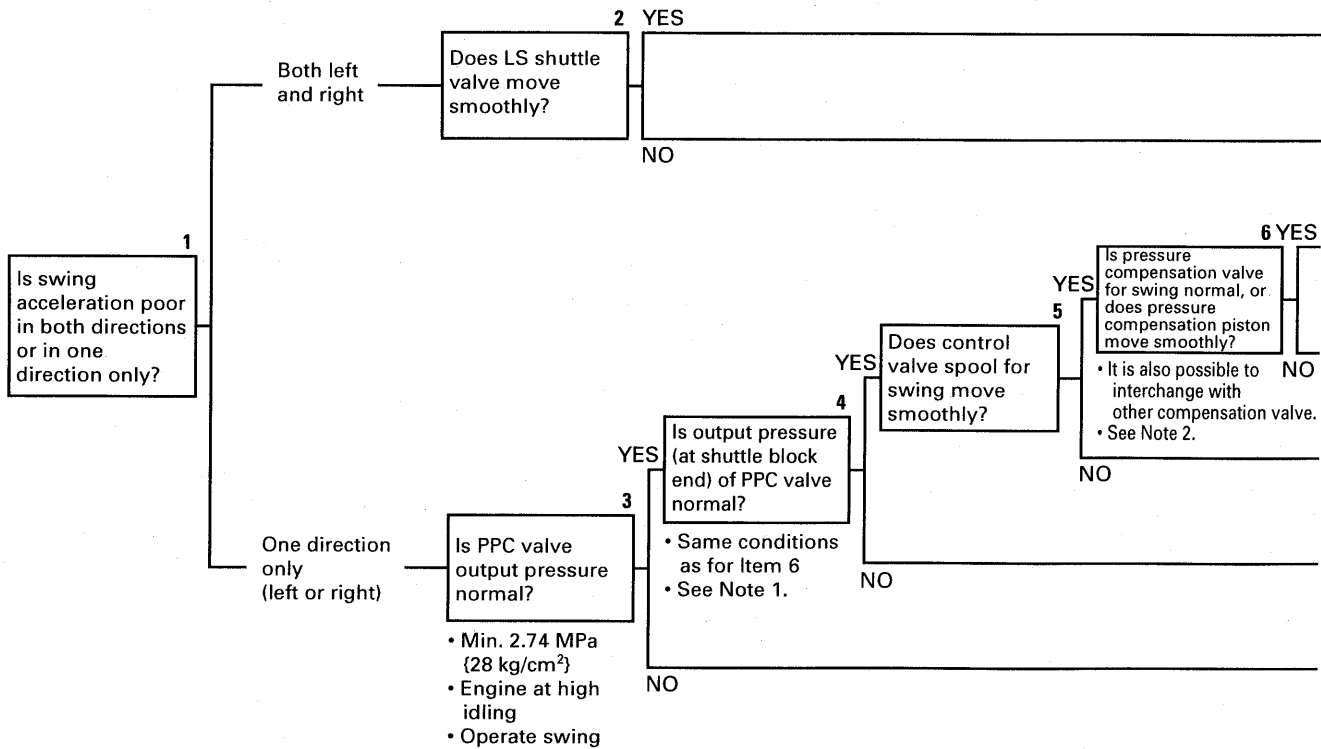 2 YES
Does LS shuttle
valve move
smoothly?
NO
Both left
and right
1
Is swing
acceleration poor
in both directions
or in one
direction only?
One direction
only
(left or right)
3
Is PPC valve
output pressure
normal?
• Min. 2.74 MPa
{28 kg/cm²}
• Engine at high
idling
• Operate swing
YES
NO
4
Is output pressure
(at shuttle block
end) of PPC valve
normal?
• Same conditions
as for Item 6
• See Note 1.
YES
NO
5
Does control
valve spool for
swing move
smoothly?
YES
NO
6 YES
Is pressure
compensation valve
for swing normal, or
does pressure
compensation piston
move smoothly?
• It is also possible to
interchange with
other compensation valve.
• See Note 2.
NO